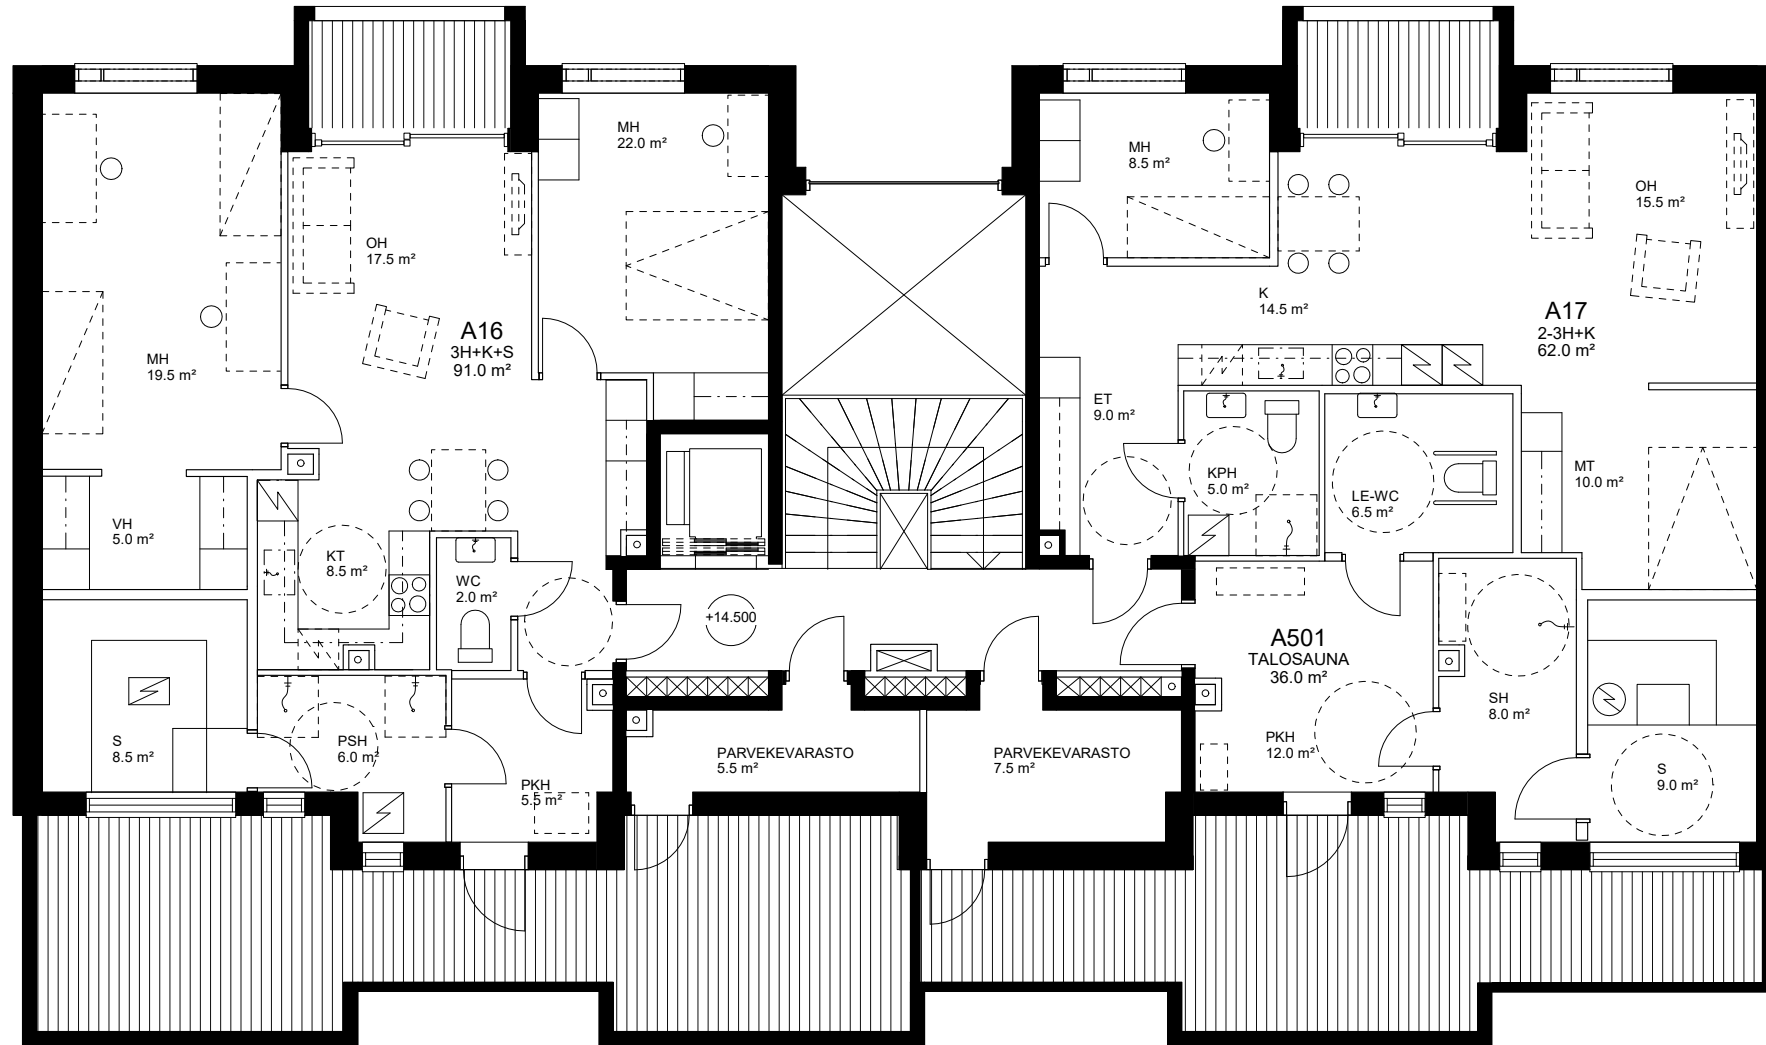 MH
22.0 m²
MH
8.5 m²
OH
15.5 m²
OH
17.5 m²
K
14.5 m²
A16
3H+K+S
91.0 m²
A17
2-3H+K
62.0 m²
MH
19.5 m²
ET
9.0 m²
KPH
5.0 m²
LE-WC
6.5 m²
MT
10.0 m²
VH
5.0 m²
KT
8.5 m²
WC
2.0 m²
+14.500
A501
TALOSAUNA
36.0 m²
SH
8.0 m²
S
8.5 m²
PSH
6.0 m²
PKH
5.5 m²
PARVEKEVARASTO
5.5 m²
PARVEKEVARASTO
7.5 m²
PKH
12.0 m²
S
9.0 m²